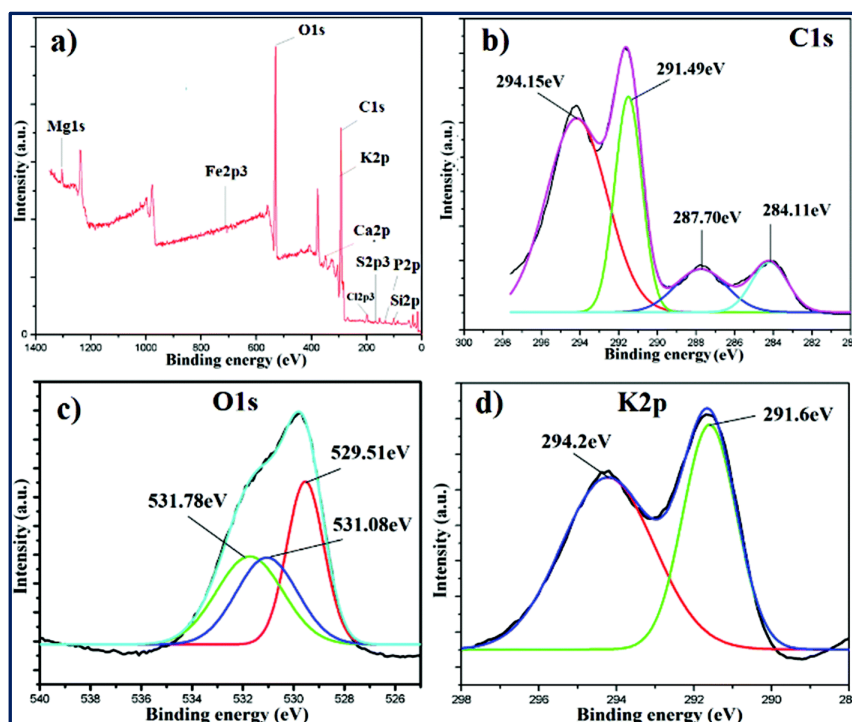 a)
O1s
C1s
K2p
Mg1s
Fe2p3
Ca2p
S2p3
P2p
Cl2p3
Si2p
Intensity (a.u.)
0
1400 1200 1000 800 600 400 200 0
Binding energy (eV)
b)
C1s
294.15eV
291.49eV
287.70eV
284.11eV
Intensity (a.u.)
300 298 296 294 292 290 288 286 284 282 280
Binding energy (eV)
c)
O1s
529.51eV
531.78eV
531.08eV
Intensity (a.u.)
540 538 536 534 532 530 528 526
Binding energy (eV)
d)
K2p
294.2eV
291.6eV
Intensity (a.u.)
298 296 294 292 290 28
Binding energy (eV)